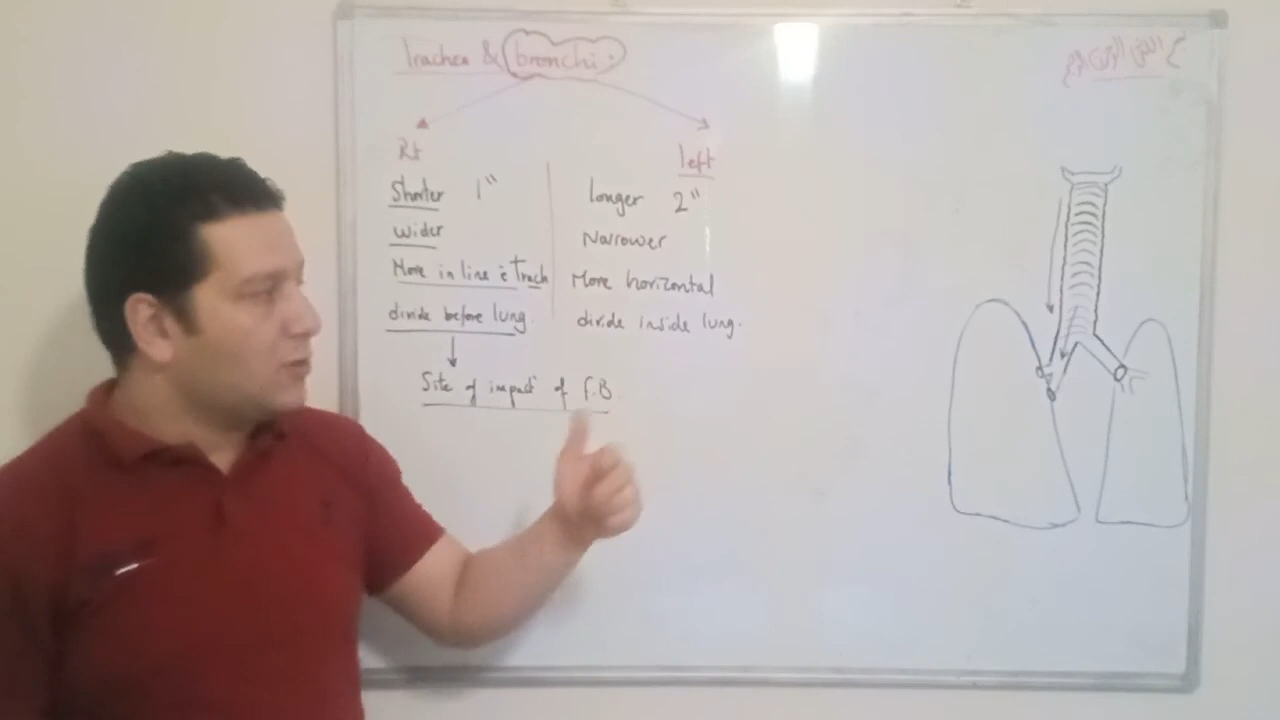 Trachea & bronchi:
Rt
left
Shorter 1"
Longer 2"
wider
Narrower
More in line c̄ Trach
More horizontal
divide before lung.
divide inside lung.
Site of impact of F.B.